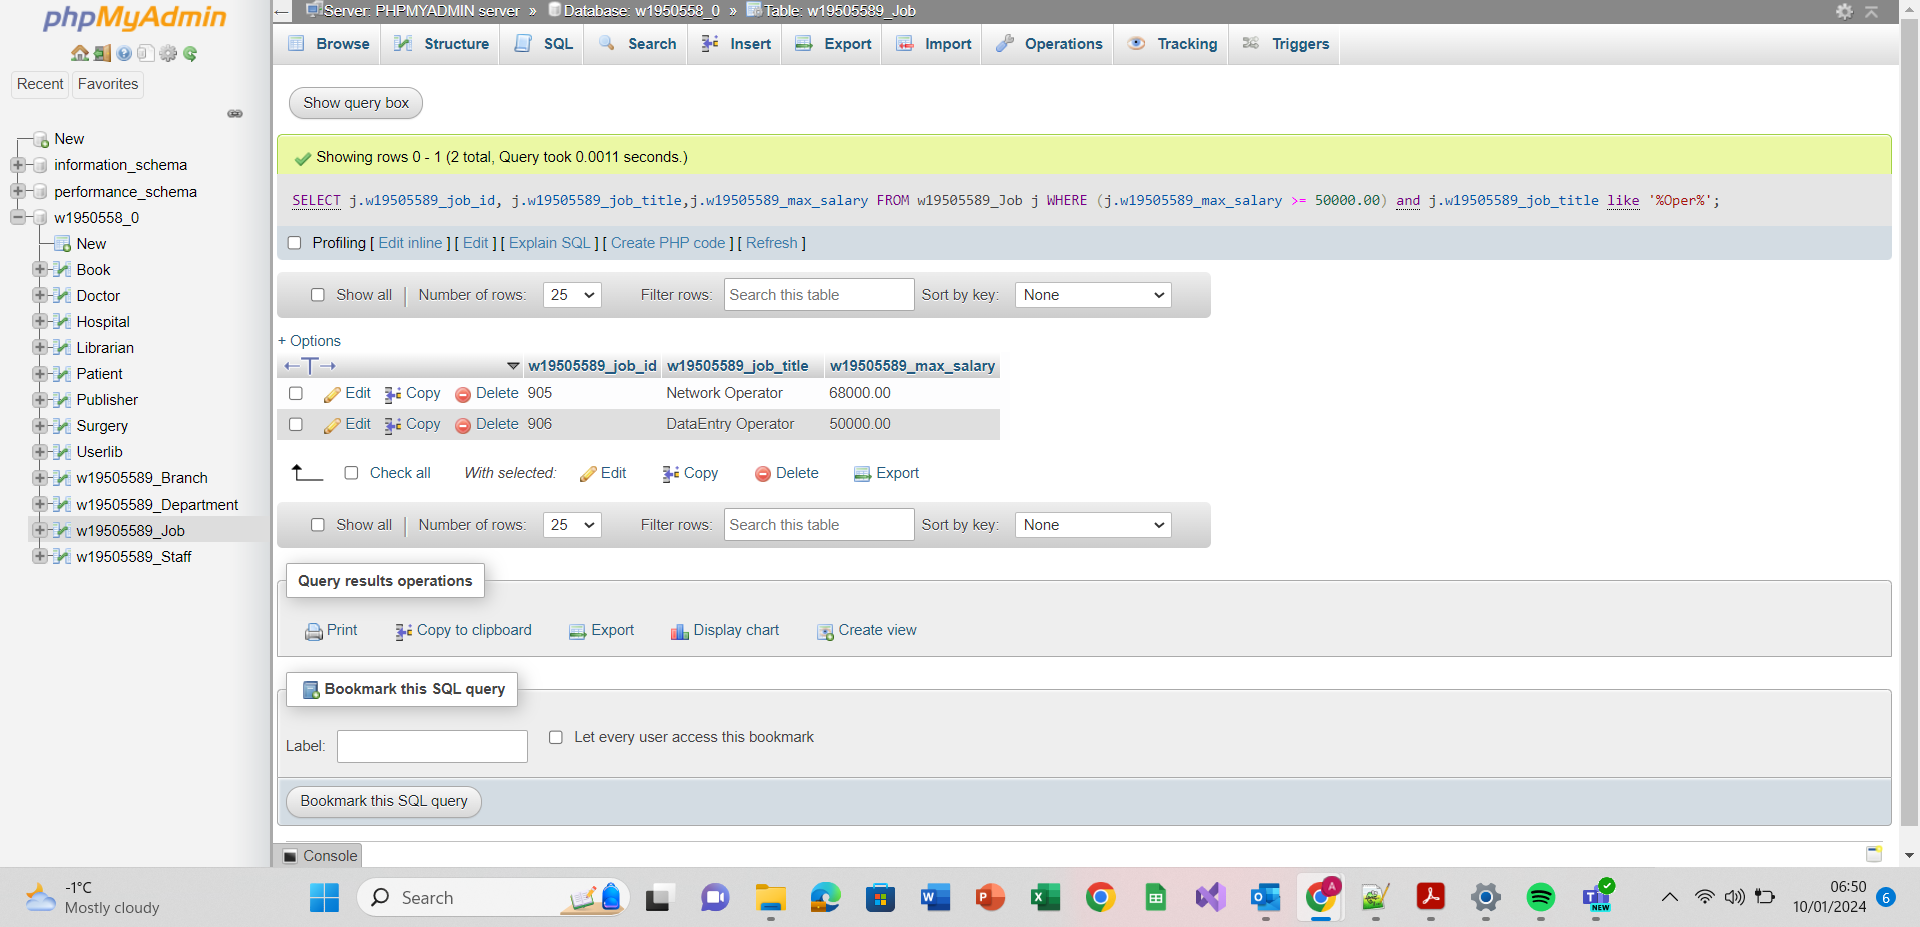 phpMyAdmin
Recent Favorites
New
information_schema
performance_schema
w1950558_0
New
Book
Doctor
Hospital
Librarian
Patient
Publisher
Surgery
Userlib
w19505589_Branch
w19505589_Department
w19505589_Job
w19505589_Staff
Server: PHPMYADMIN server » Database: w1950558_0 » Table: w19505589_Job
Browse Structure SQL Search Insert Export Import Operations Tracking Triggers
Show query box
Showing rows 0 - 1 (2 total, Query took 0.0011 seconds.)
SELECT j.w19505589_job_id, j.w19505589_job_title,j.w19505589_max_salary FROM w19505589_Job j WHERE (j.w19505589_max_salary >= 50000.00) and j.w19505589_job_title like '%Oper%';
Profiling [ Edit inline ] [ Edit ] [ Explain SQL ] [ Create PHP code ] [ Refresh ]
Show all | Number of rows: 25 Filter rows: Search this table Sort by key: None
+ Options
←T→ w19505589_job_id w19505589_job_title w19505589_max_salary
Edit Copy Delete 905 Network Operator 68000.00
Edit Copy Delete 906 DataEntry Operator 50000.00
Check all With selected: Edit Copy Delete Export
Show all | Number of rows: 25 Filter rows: Search this table Sort by key: None
Query results operations
Print Copy to clipboard Export Display chart Create view
Bookmark this SQL query
Label: Let every user access this bookmark
Bookmark this SQL query
Console
-1°C
Mostly cloudy
Search
A
NEW
06:50
10/01/2024
6